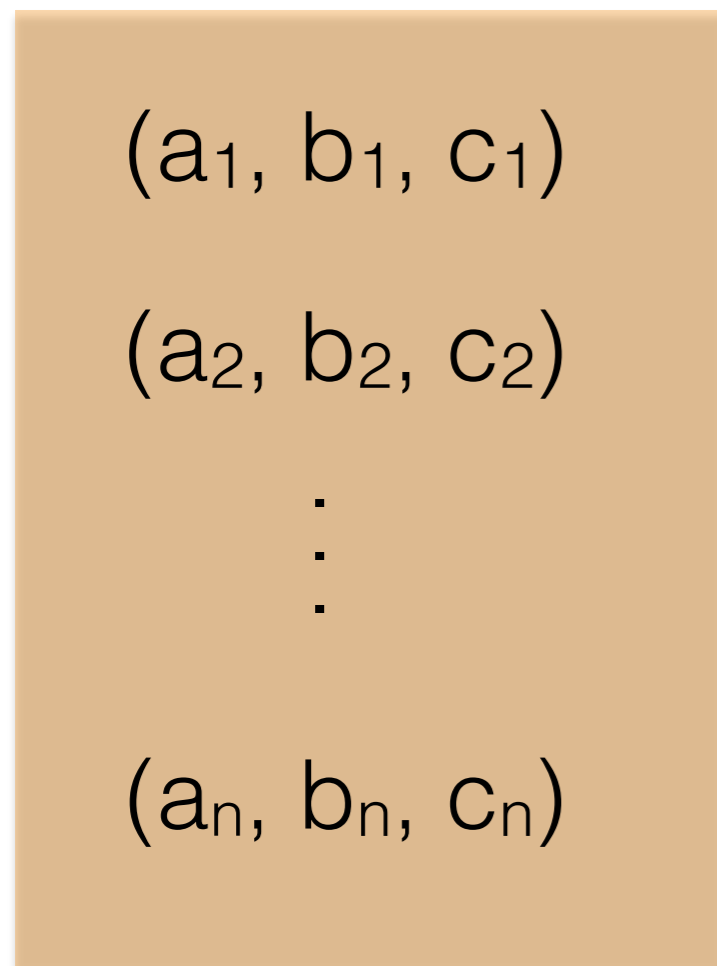 (a₁, b₁, c₁)
(a₂, b₂, c₂)
.
.
.
(aₙ, bₙ, cₙ)